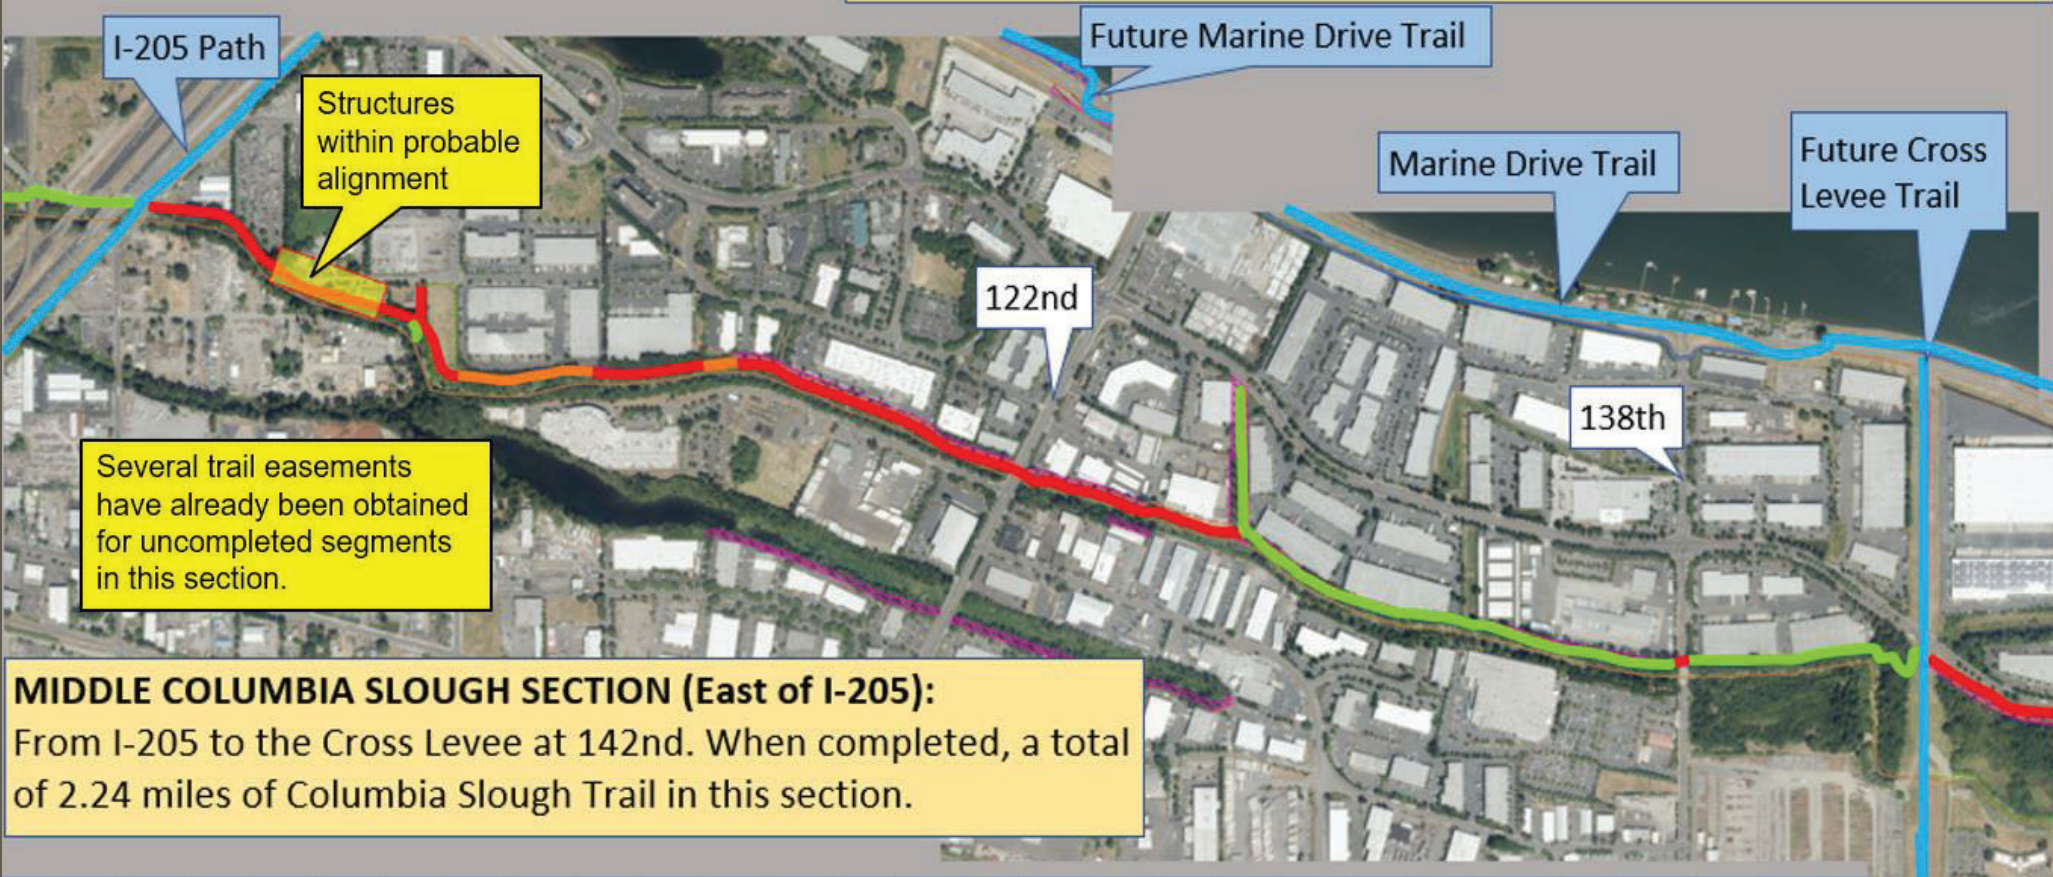 I-205 Path
Future Marine Drive Trail
Structures
within probable
alignment
Marine Drive Trail
Future Cross
Levee Trail
122nd
138th
Several trail easements
have already been obtained
for uncompleted segments
in this section.
MIDDLE COLUMBIA SLOUGH SECTION (East of I-205):
From I-205 to the Cross Levee at 142nd. When completed, a total
of 2.24 miles of Columbia Slough Trail in this section.